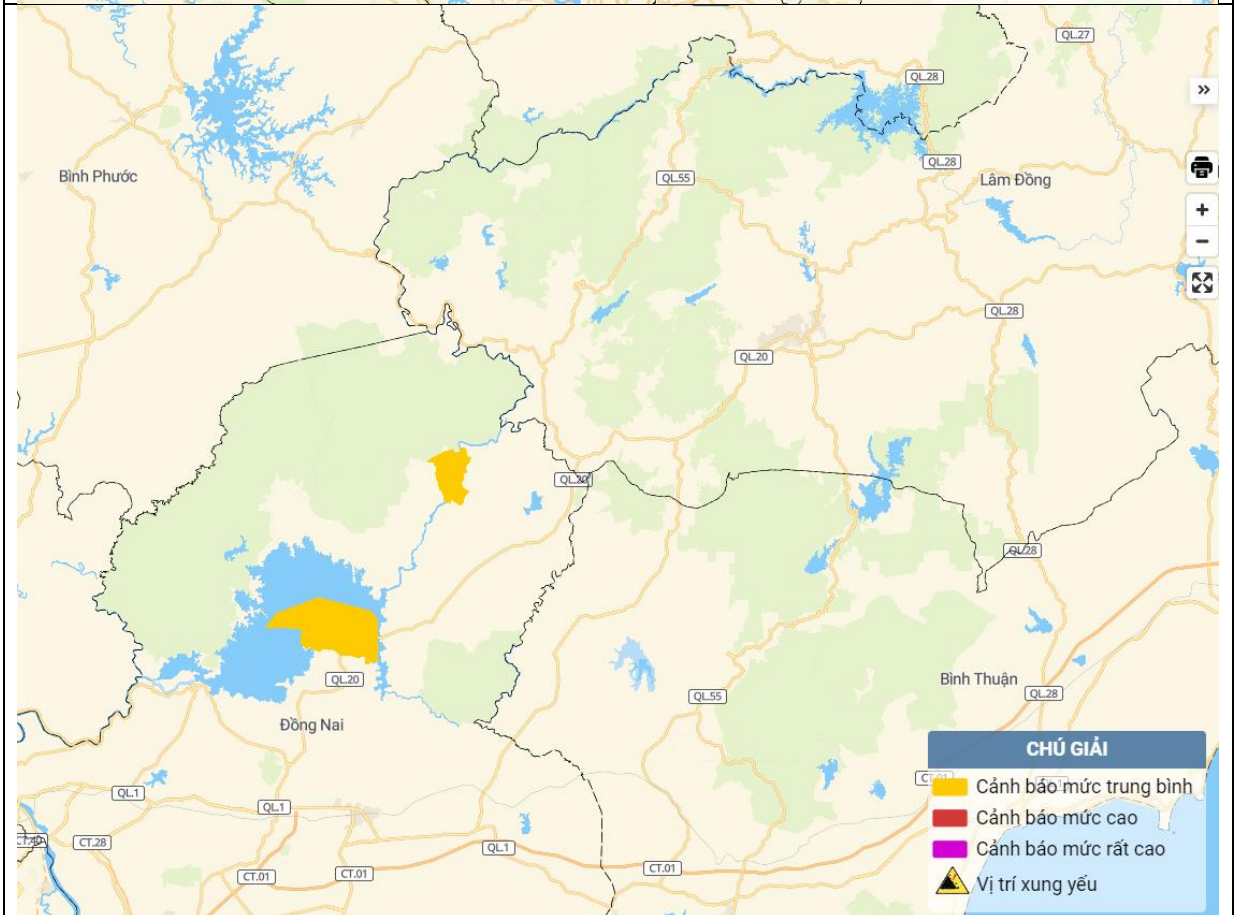 QL.27
QL.28
»
QL.28
Bình Phước
QL.55
Lâm Đồng
+
−
QL.28
QL.20
QL.20
QL.28
Bình Thuận
QL.20
QL.55
QL.28
Đồng Nai
CHÚ GIẢI
Cảnh báo mức trung bình
QL.1
QL.1
Cảnh báo mức cao
CT.28
QL.1
Cảnh báo mức rất cao
CT.01
CT.01
CT.01
Vị trí xung yếu